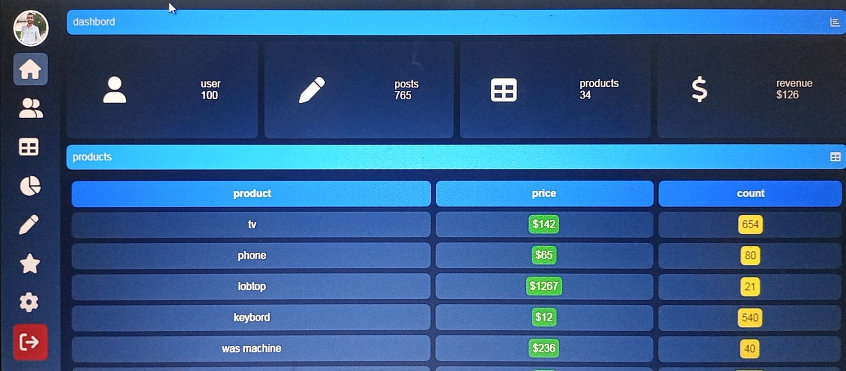 dashbord
user
100
posts
765
products
34
revenue
$126
products
product price count
tv $142 654
phone $65 80
lobtop $1267 21
keybord $12 540
was machine $236 40